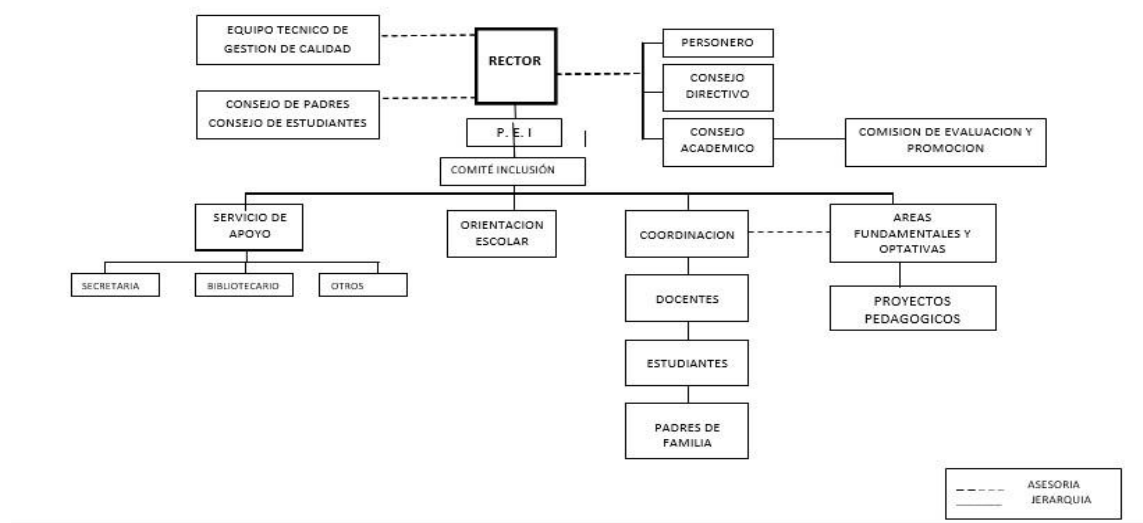 EQUIPO TECNICO DE
GESTION DE CALIDAD
RECTOR
PERSONERO
CONSEJO
DIRECTIVO
CONSEJO DE PADRES
CONSEJO DE ESTUDIANTES
CONSEJO
ACADEMICO
COMISION DE EVALUACION Y
PROMOCION
P. E. I
COMITÉ INCLUSIÓN
SERVICIO DE
APOYO
ORIENTACION
ESCOLAR
COORDINACION
AREAS
FUNDAMENTALES Y
OPTATIVAS
SECRETARIA
BIBLIOTECARIO
OTROS
DOCENTES
PROYECTOS
PEDAGOGICOS
ESTUDIANTES
PADRES DE
FAMILIA
ASESORIA
JERARQUIA